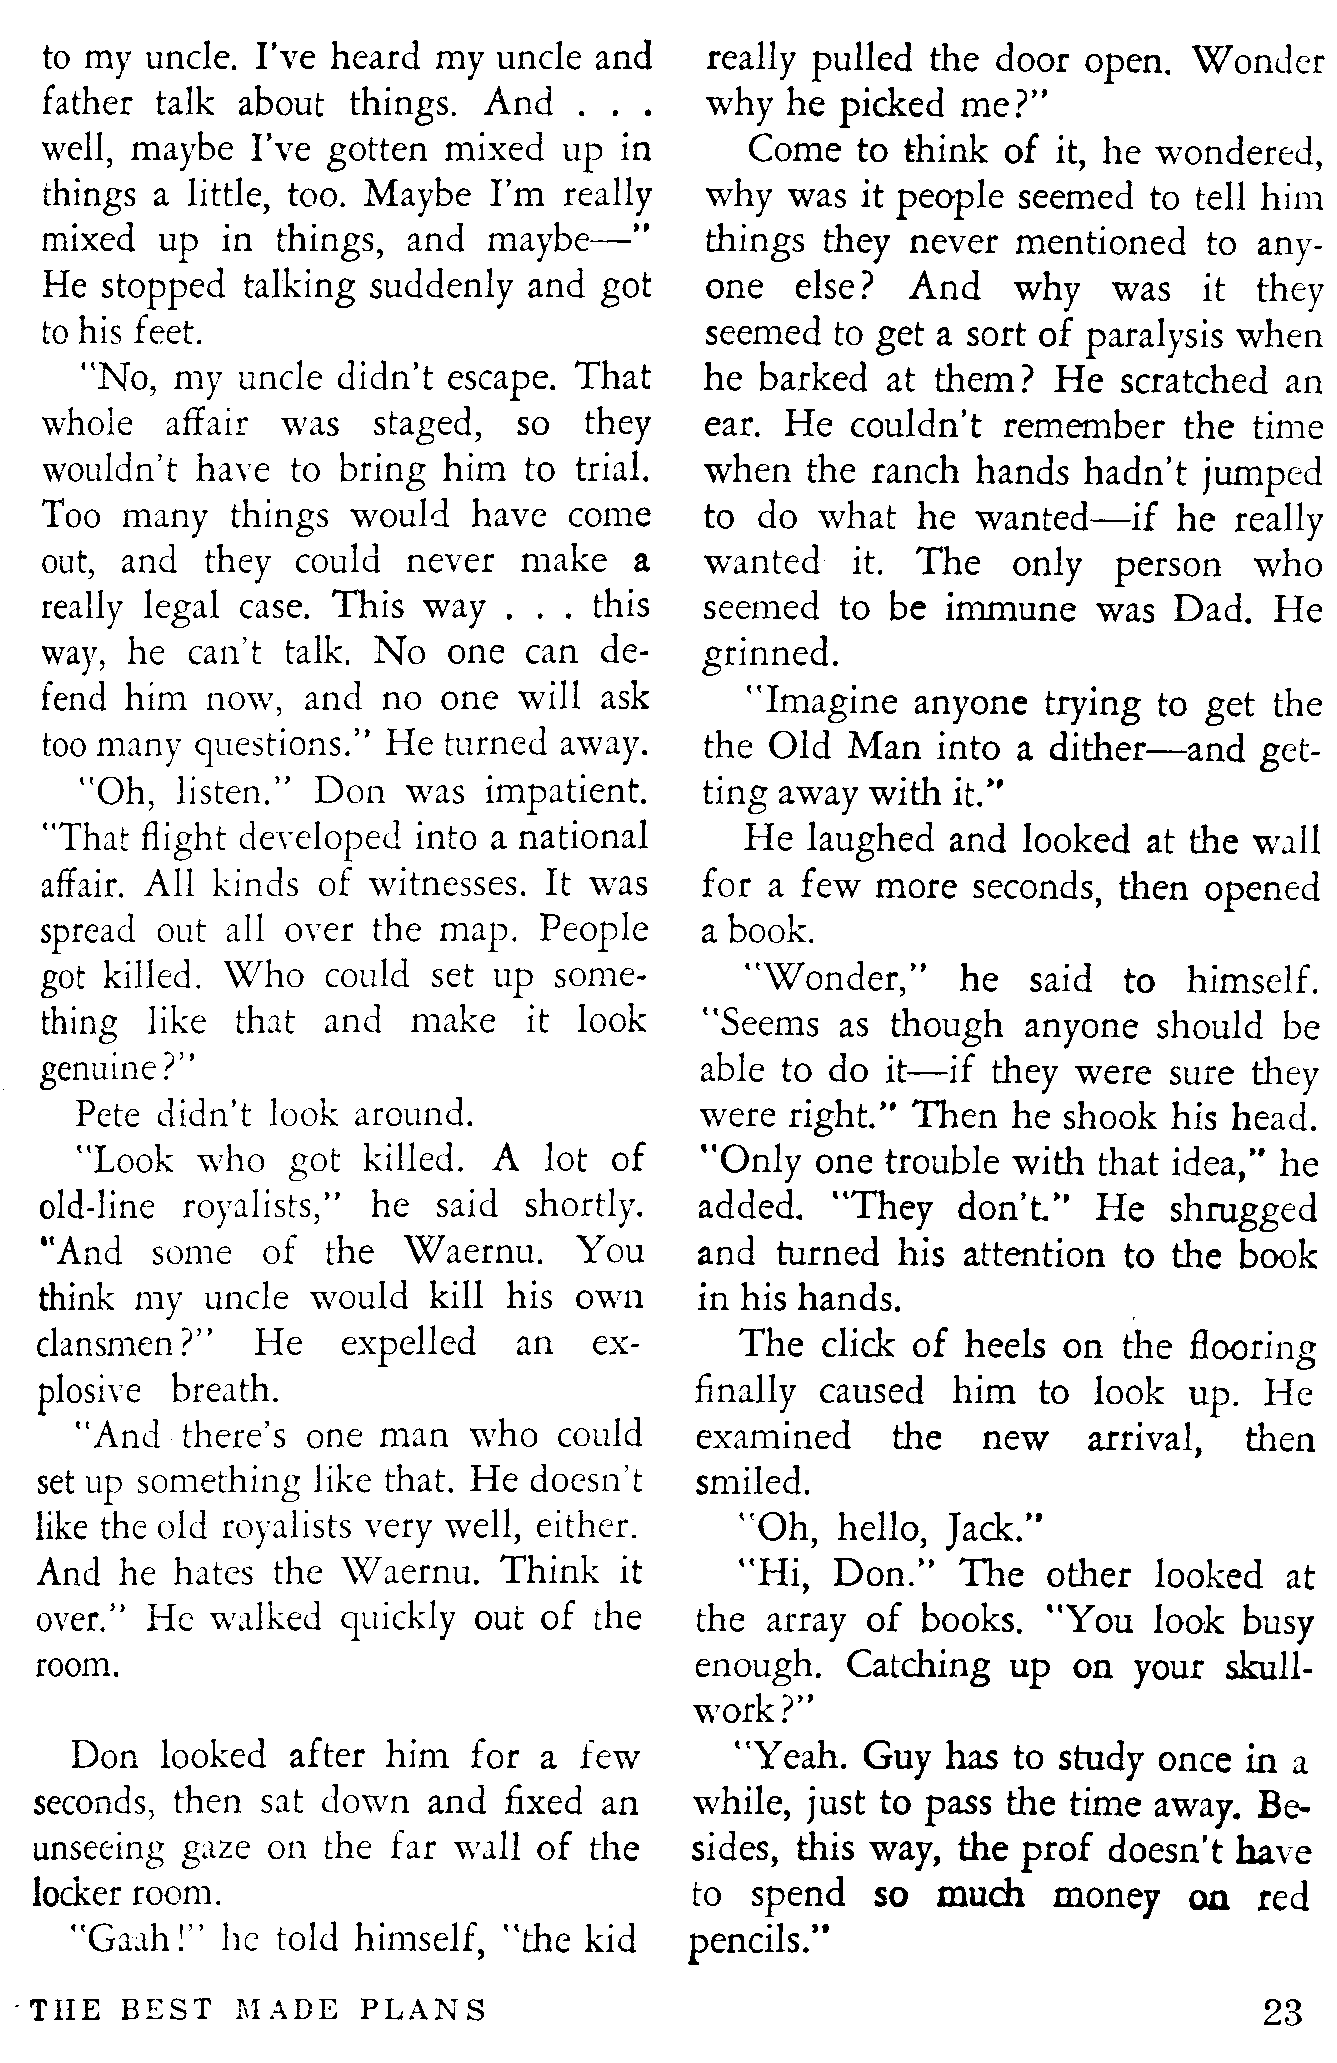 to my uncle. I've heard my uncle and
father talk about things. And . . .
well, maybe I've gotten mixed up in
things a little, too. Maybe I'm really
mixed up in things, and maybe—"
He stopped talking suddenly and got
to his feet.
"No, my uncle didn't escape. That
whole affair was staged, so they
wouldn't have to bring him to trial.
Too many things would have come
out, and they could never make a
really legal case. This way . . . this
way, he can't talk. No one can de-
fend him now, and no one will ask
too many questions." He turned away.
"Oh, listen." Don was impatient.
"That flight developed into a national
affair. All kinds of witnesses. It was
spread out all over the map. People
got killed. Who could set up some-
thing like that and make it look
genuine?"
Pete didn't look around.
"Look who got killed. A lot of
old-line royalists," he said shortly.
"And some of the Waernu. You
think my uncle would kill his own
clansmen?" He expelled an ex-
plosive breath.
"And there's one man who could
set up something like that. He doesn't
like the old royalists very well, either.
And he hates the Waernu. Think it
over." He walked quickly out of the
room.
Don looked after him for a few
seconds, then sat down and fixed an
unseeing gaze on the far wall of the
locker room.
"Gaah!" he told himself, "the kid
really pulled the door open. Wonder
why he picked me?"
Come to think of it, he wondered,
why was it people seemed to tell him
things they never mentioned to any-
one else? And why was it they
seemed to get a sort of paralysis when
he barked at them? He scratched an
ear. He couldn't remember the time
when the ranch hands hadn't jumped
to do what he wanted—if he really
wanted it. The only person who
seemed to be immune was Dad. He
grinned.
"Imagine anyone trying to get the
the Old Man into a dither—and get-
ting away with it."
He laughed and looked at the wall
for a few more seconds, then opened
a book.
"Wonder," he said to himself.
"Seems as though anyone should be
able to do it—if they were sure they
were right." Then he shook his head.
"Only one trouble with that idea," he
added. "They don't." He shrugged
and turned his attention to the book
in his hands.
The click of heels on the flooring
finally caused him to look up. He
examined the new arrival, then
smiled.
"Oh, hello, Jack."
"Hi, Don." The other looked at
the array of books. "You look busy
enough. Catching up on your skull-
work?"
"Yeah. Guy has to study once in a
while, just to pass the time away. Be-
sides, this way, the prof doesn't have
to spend so much money on red
pencils."
THE BEST MADE PLANS
23